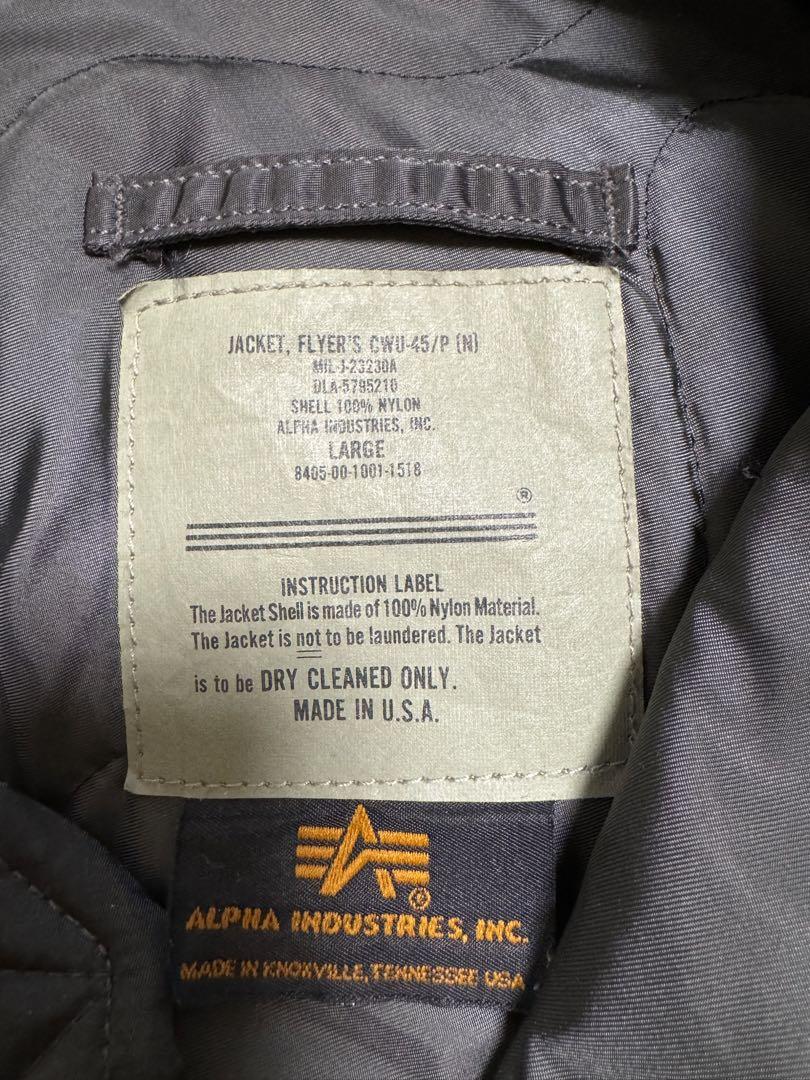 JACKET, FLYER'S CWU-45/P (N)
MIL-J-23230A
DLA-5795210
SHELL 100% NYLON
ALPHA INDUSTRIES, INC.
LARGE
8405-00-1001-1518
®
INSTRUCTION LABEL
The Jacket Shell is made of 100% Nylon Material.
The Jacket is not to be laundered. The Jacket
is to be DRY CLEANED ONLY.
MADE IN U.S.A.
®
ALPHA INDUSTRIES, INC.
MADE IN KNOXVILLE, TENNESSEE USA